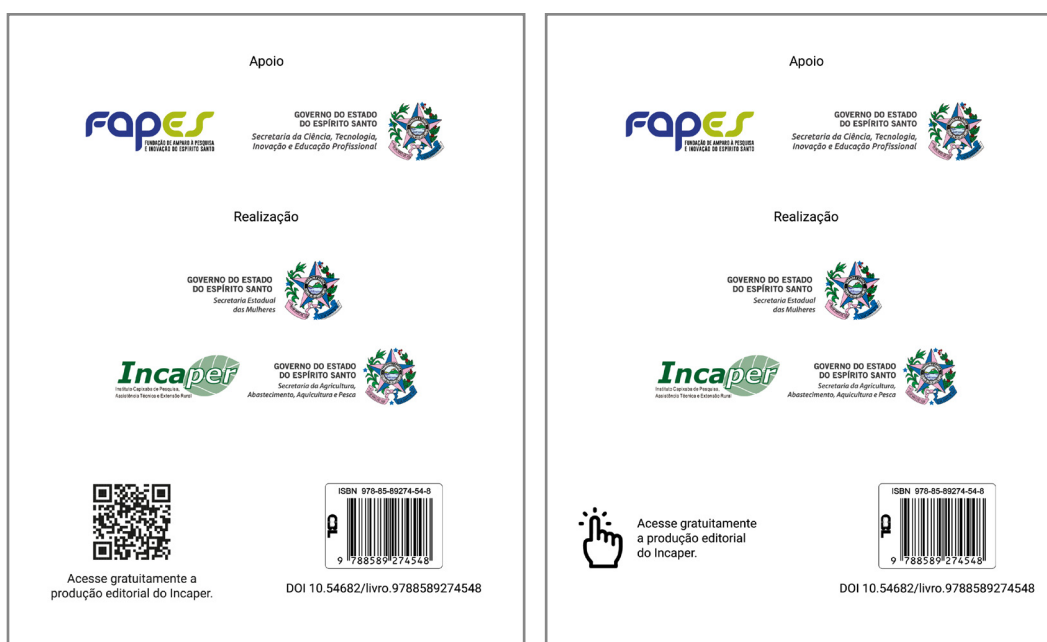 Apoio
fapes
FUNDAÇÃO DE AMPARO À PESQUISA
E INOVAÇÃO DO ESPÍRITO SANTO
GOVERNO DO ESTADO
DO ESPÍRITO SANTO
Secretaria da Ciência, Tecnologia,
Inovação e Educação Profissional
Realização
GOVERNO DO ESTADO
DO ESPÍRITO SANTO
Secretaria Estadual
das Mulheres
Incaper
Instituto Capixaba de Pesquisa,
Assistência Técnica e Extensão Rural
GOVERNO DO ESTADO
DO ESPÍRITO SANTO
Secretaria da Agricultura,
Abastecimento, Aquicultura e Pesca
Acesse gratuitamente a
produção editorial do Incaper.
ISBN 978-85-89274-54-8
CBL
9 788589 274548
DOI 10.54682/livro.9788589274548
Apoio
fapes
FUNDAÇÃO DE AMPARO À PESQUISA
E INOVAÇÃO DO ESPÍRITO SANTO
GOVERNO DO ESTADO
DO ESPÍRITO SANTO
Secretaria da Ciência, Tecnologia,
Inovação e Educação Profissional
Realização
GOVERNO DO ESTADO
DO ESPÍRITO SANTO
Secretaria Estadual
das Mulheres
Incaper
Instituto Capixaba de Pesquisa,
Assistência Técnica e Extensão Rural
GOVERNO DO ESTADO
DO ESPÍRITO SANTO
Secretaria da Agricultura,
Abastecimento, Aquicultura e Pesca
Acesse gratuitamente
a produção editorial
do Incaper.
ISBN 978-85-89274-54-8
CBL
9 788589 274548
DOI 10.54682/livro.9788589274548